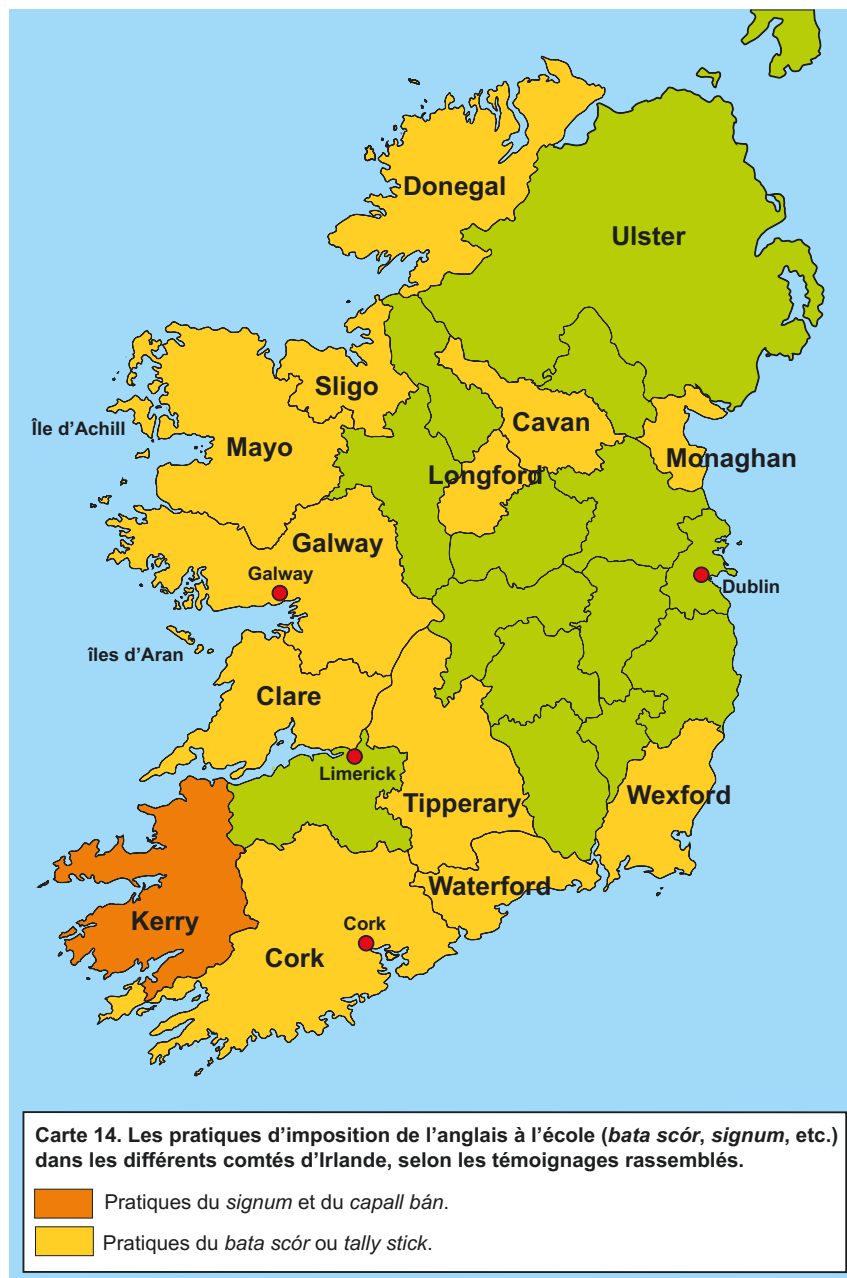 Donegal
Ulster
Sligo
Île d'Achill
Cavan
Mayo
Monaghan
Longford
Galway
Galway
Dublin
îles d'Aran
Clare
Limerick
Tipperary
Wexford
Waterford
Kerry
Cork
Cork
Carte 14. Les pratiques d'imposition de l'anglais à l'école (bata scór, signum, etc.)
dans les différents comtés d'Irlande, selon les témoignages rassemblés.
Pratiques du signum et du capall bán.
Pratiques du bata scór ou tally stick.